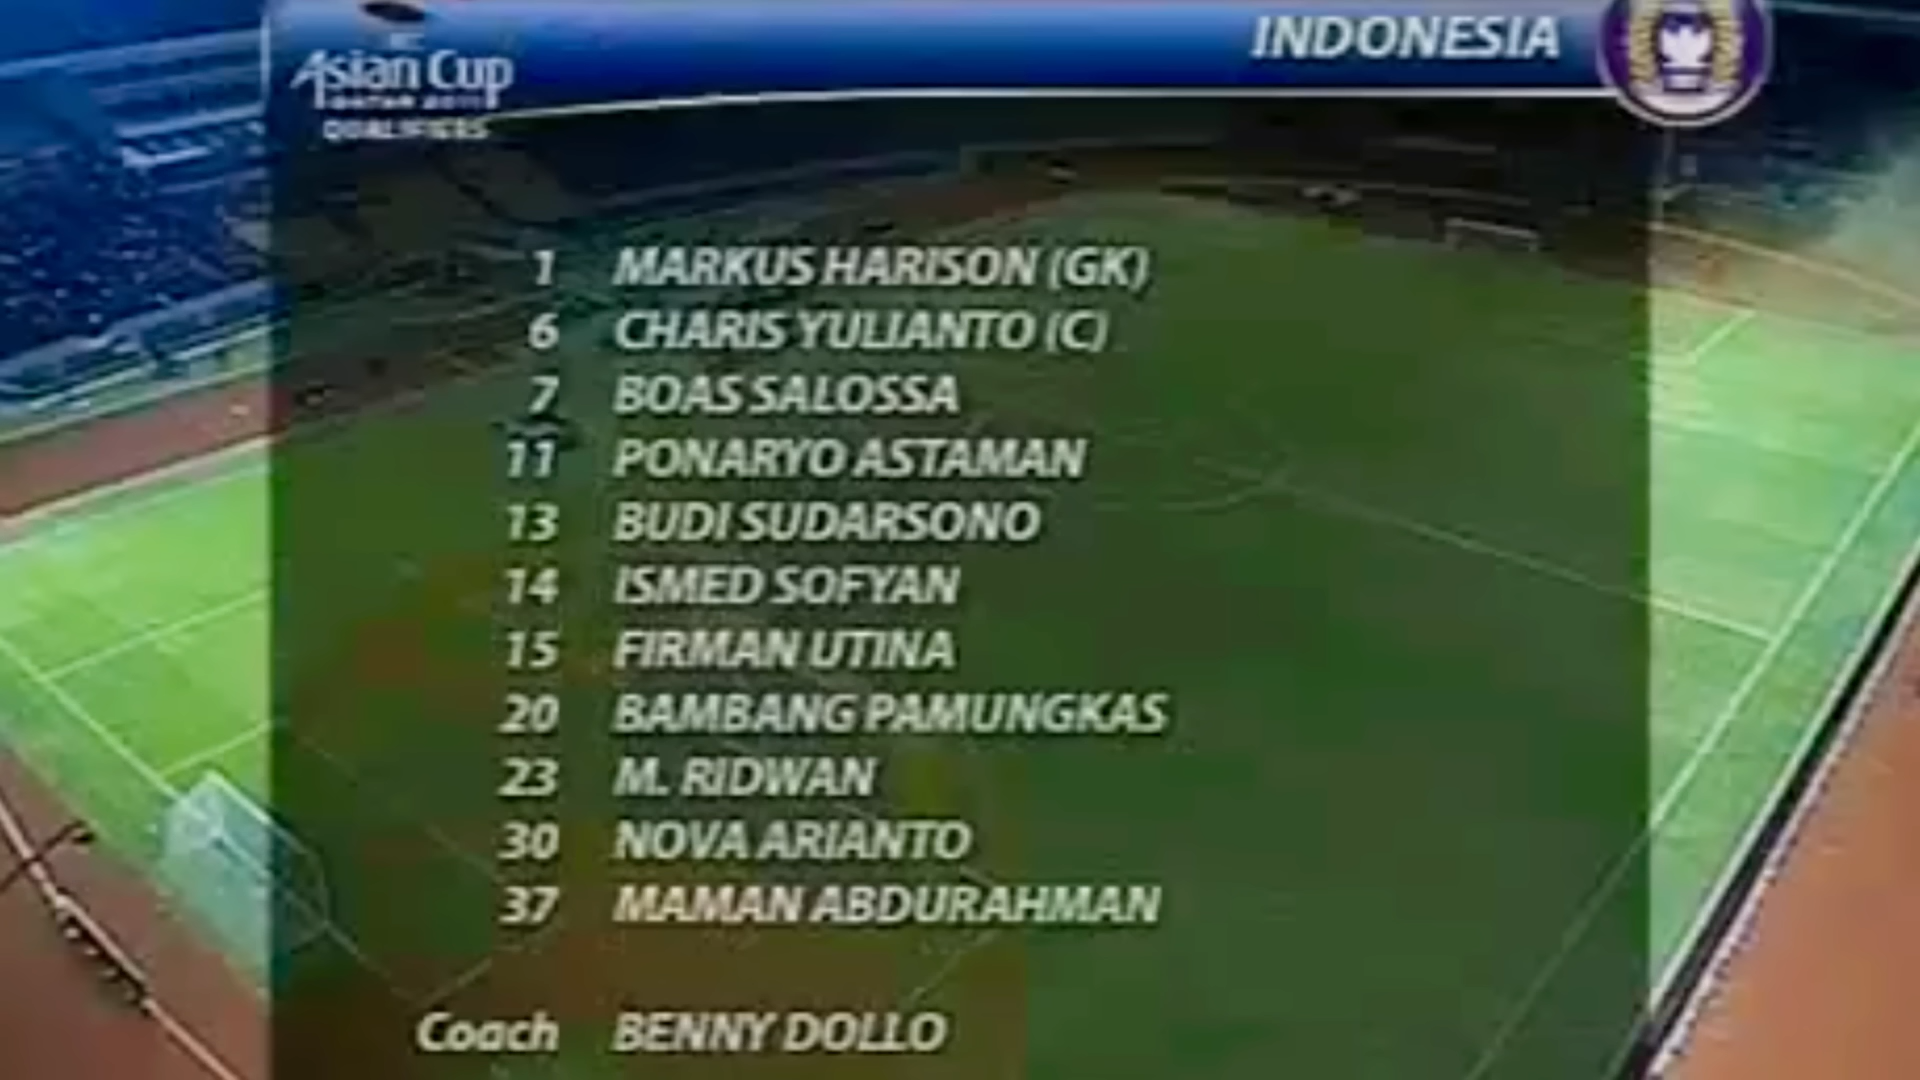 INDONESIA
Asian Cup
QATAR 2011
QUALIFIERS
1 MARKUS HARISON (GK)
6 CHARIS YULIANTO (C)
7 BOAS SALOSSA
11 PONARYO ASTAMAN
13 BUDI SUDARSONO
14 ISMED SOFYAN
15 FIRMAN UTINA
20 BAMBANG PAMUNGKAS
23 M. RIDWAN
30 NOVA ARIANTO
37 MAMAN ABDURAHMAN
Coach BENNY DOLLO